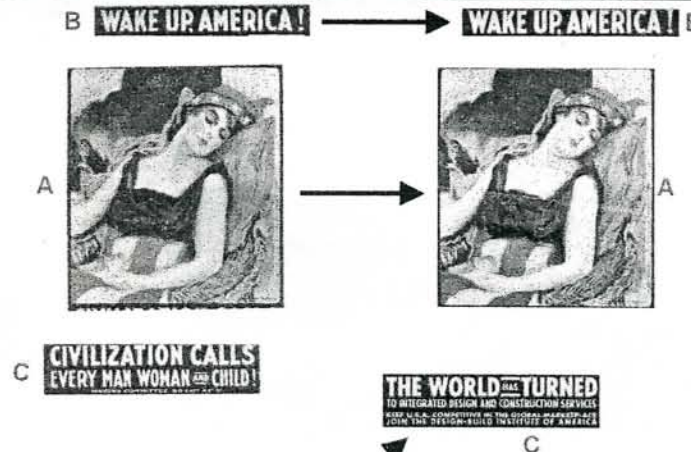 B WAKE UP, AMERICA! WAKE UP, AMERICA!
A A
CIVILIZATION CALLS
C EVERY MAN WOMAN AND CHILD!
THE WORLD HAS TURNED
TO INTEGRATED DESIGN AND CONSTRUCTION SERVICES
KEEP U.S.A. COMPETITIVE IN THE GLOBAL MARKETPLACE
JOIN THE DESIGN-BUILD INSTITUTE OF AMERICA
C